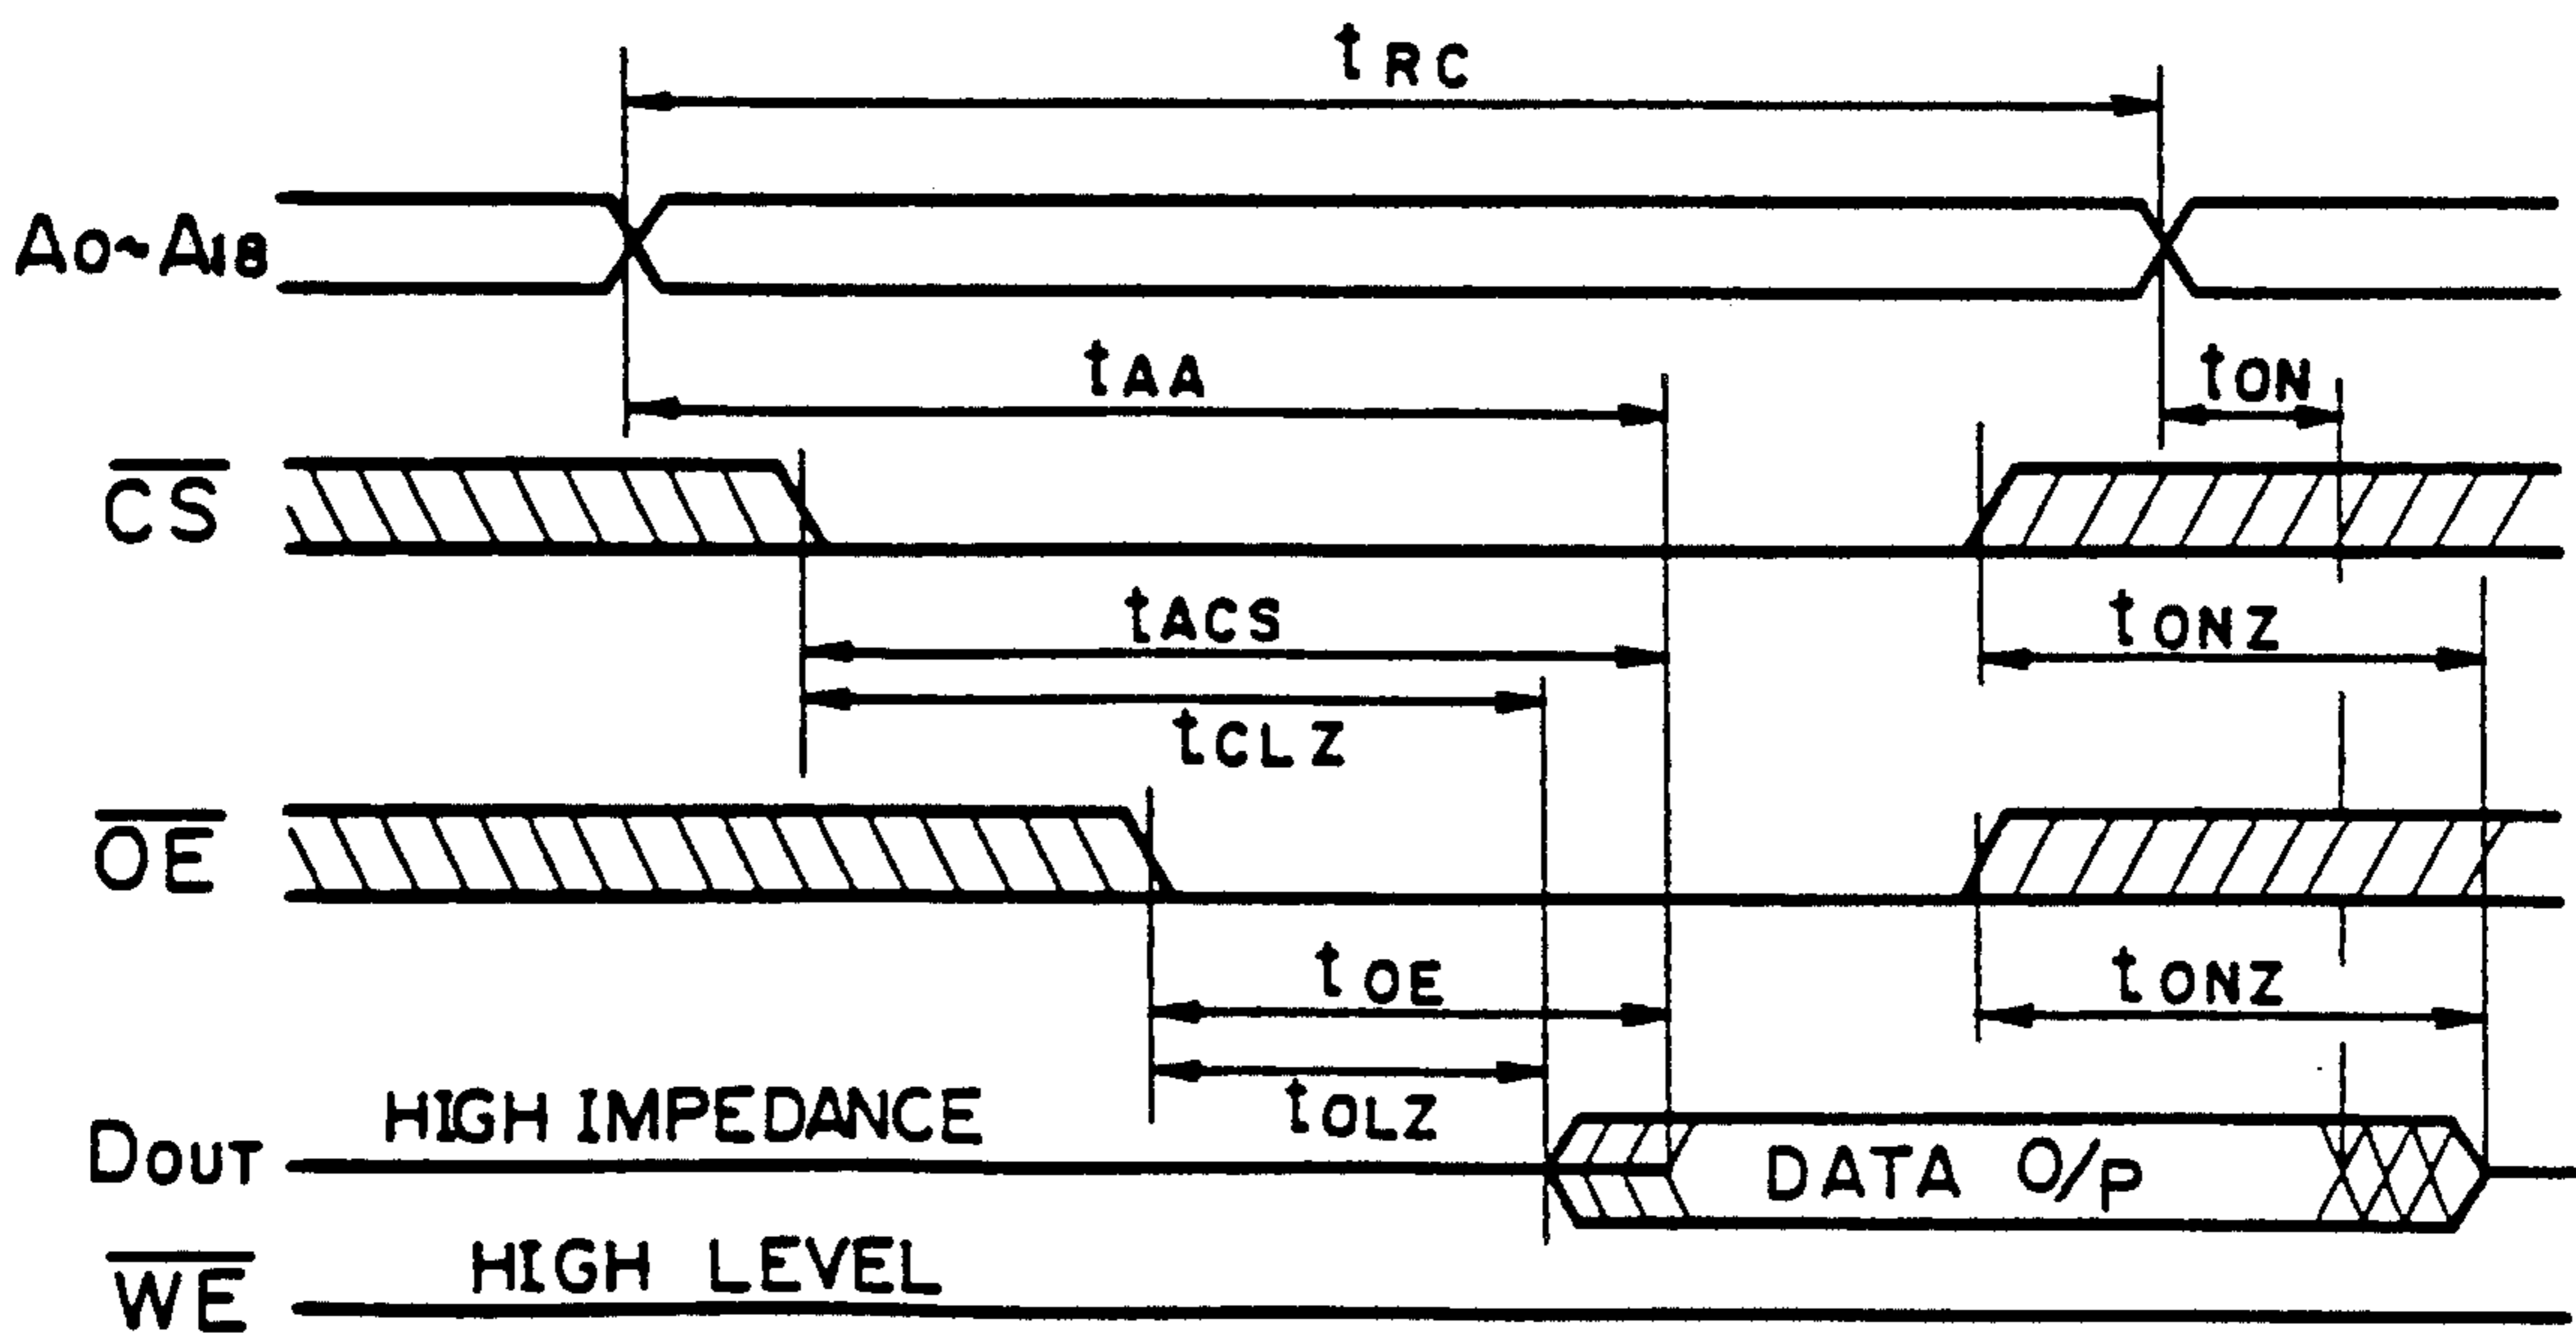 tRC
A0~A18
tAA
tON
CS
tACS
tONZ
tCLZ
OE
tOE
tONZ
HIGH IMPEDANCE
tOLZ
DOUT
DATA O/P
HIGH LEVEL
WE